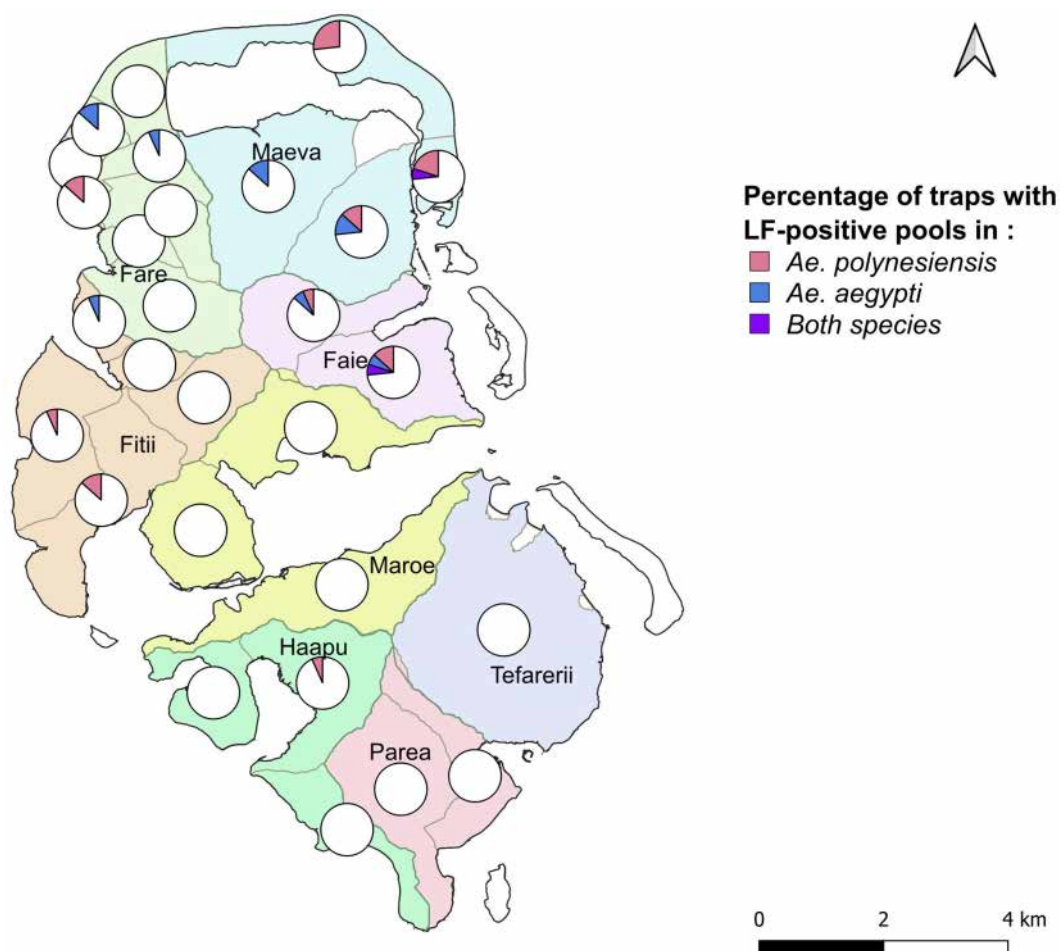 Maeva
Percentage of traps with
LF-positive pools in :
Ae. polynesiensis
Ae. aegypti
Both species
Fare
Faie
Fitii
Maroe
Haapu
Tefarerii
Parea
0 2 4 km